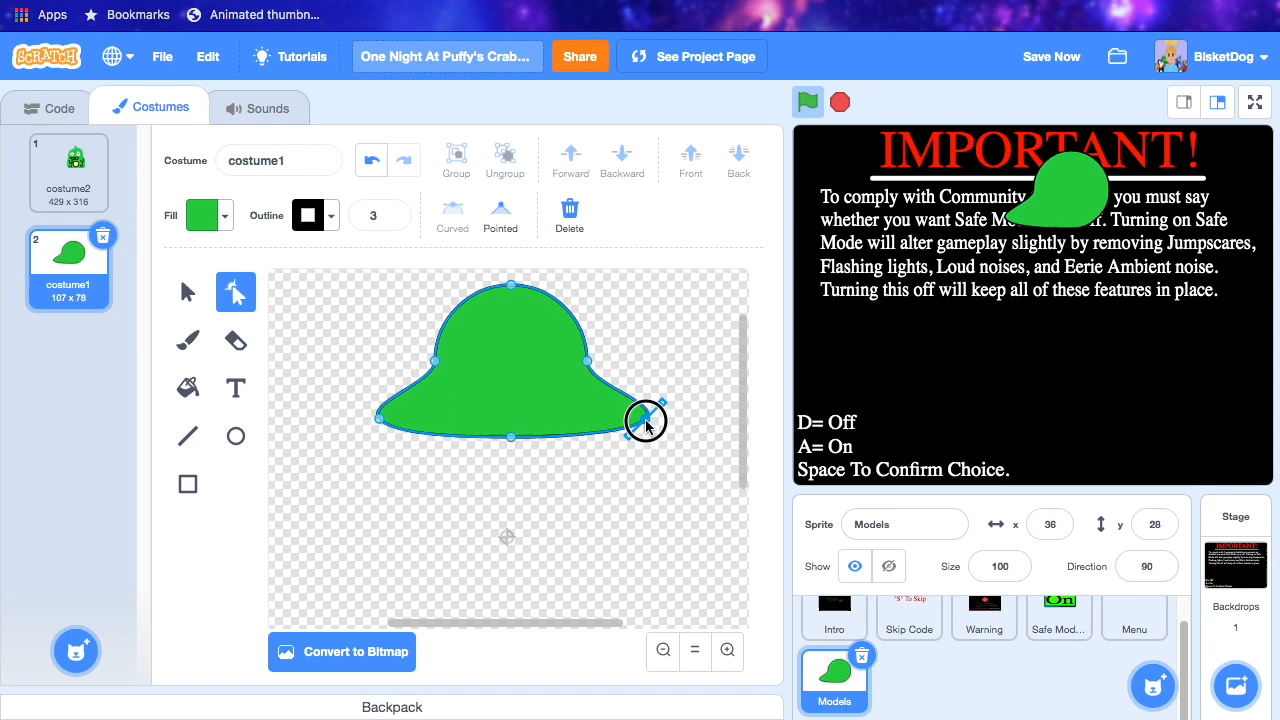 Apps Bookmarks Animated thumbn...
SCRATCH File Edit Tutorials One Night At Puffy's Crab... Share See Project Page Save Now BisketDog
Code Costumes Sounds
1
costume2
429 x 316
2
costume1
107 x 78
Costume costume1 Group Ungroup Forward Backward Front Back
Fill Outline 3 Curved Pointed Delete
T
Convert to Bitmap
Backpack
IMPORTANT!
To comply with Community you must say
whether you want Safe M f. Turning on Safe
Mode will alter gameplay slightly by removing Jumpscares,
Flashing lights, Loud noises, and Eerie Ambient noise.
Turning this off will keep all of these features in place.
D= Off
A= On
Space To Confirm Choice.
Sprite Models x 36 y 28
Show Size 100 Direction 90
"S" To Skip On
Intro Skip Code Warning Safe Mod... Menu
Models
Stage
Backdrops
1